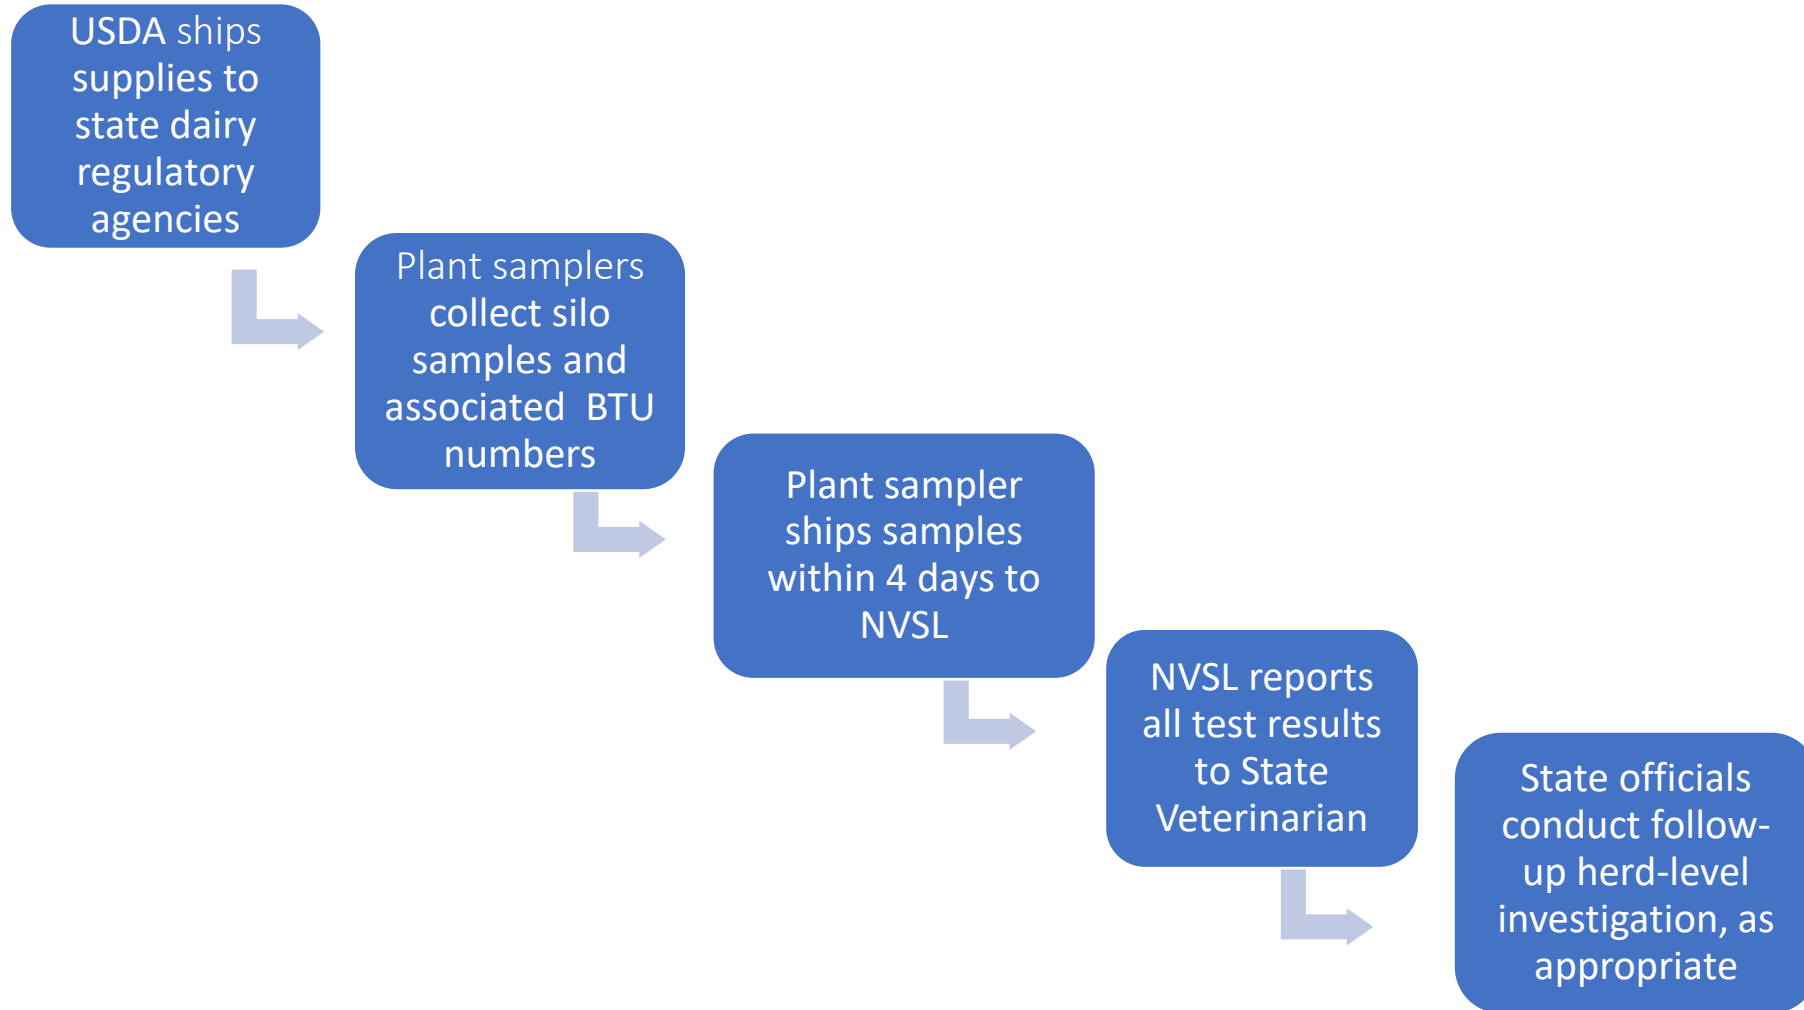 USDA ships
supplies to
state dairy
regulatory
agencies
Plant samplers
collect silo
samples and
associated  BTU
numbers
Plant sampler
ships samples
within 4 days to
NVSL
NVSL reports
all test results
to State
Veterinarian
State officials
conduct follow-
up herd-level
investigation, as
appropriate